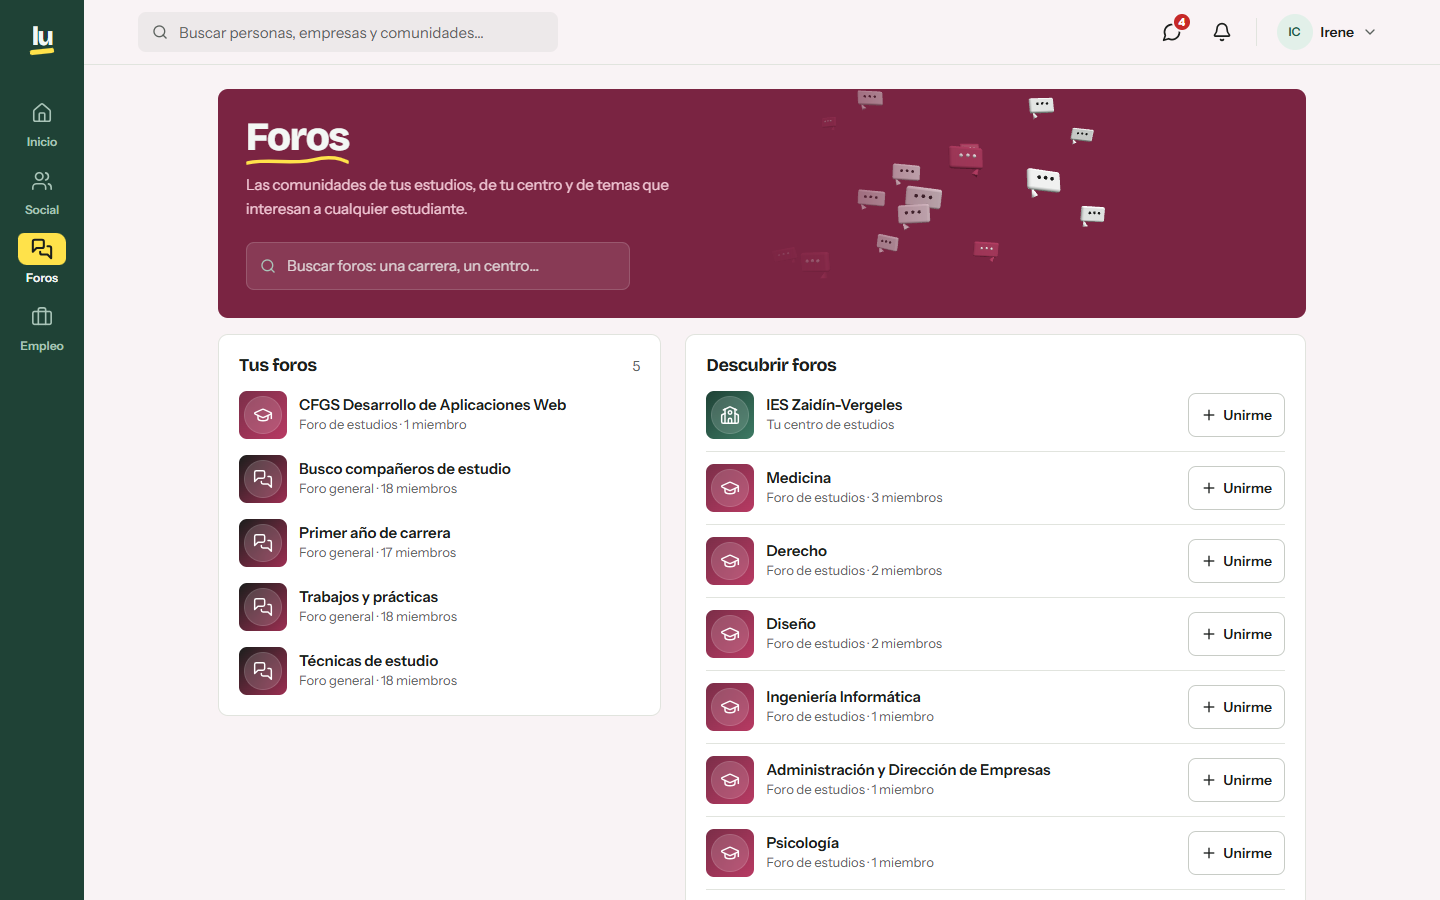 lu
Buscar personas, empresas y comunidades...
4
IC
Irene
Inicio
Social
Foros
Empleo
Foros
Las comunidades de tus estudios, de tu centro y de temas que
interesan a cualquier estudiante.
Buscar foros: una carrera, un centro...
Tus foros
5
CFGS Desarrollo de Aplicaciones Web
Foro de estudios · 1 miembro
Busco compañeros de estudio
Foro general · 18 miembros
Primer año de carrera
Foro general · 17 miembros
Trabajos y prácticas
Foro general · 18 miembros
Técnicas de estudio
Foro general · 18 miembros
Descubrir foros
IES Zaidín-Vergeles
Tu centro de estudios
Unirme
Medicina
Foro de estudios · 3 miembros
Unirme
Derecho
Foro de estudios · 2 miembros
Unirme
Diseño
Foro de estudios · 2 miembros
Unirme
Ingeniería Informática
Foro de estudios · 1 miembro
Unirme
Administración y Dirección de Empresas
Foro de estudios · 1 miembro
Unirme
Psicología
Foro de estudios · 1 miembro
Unirme